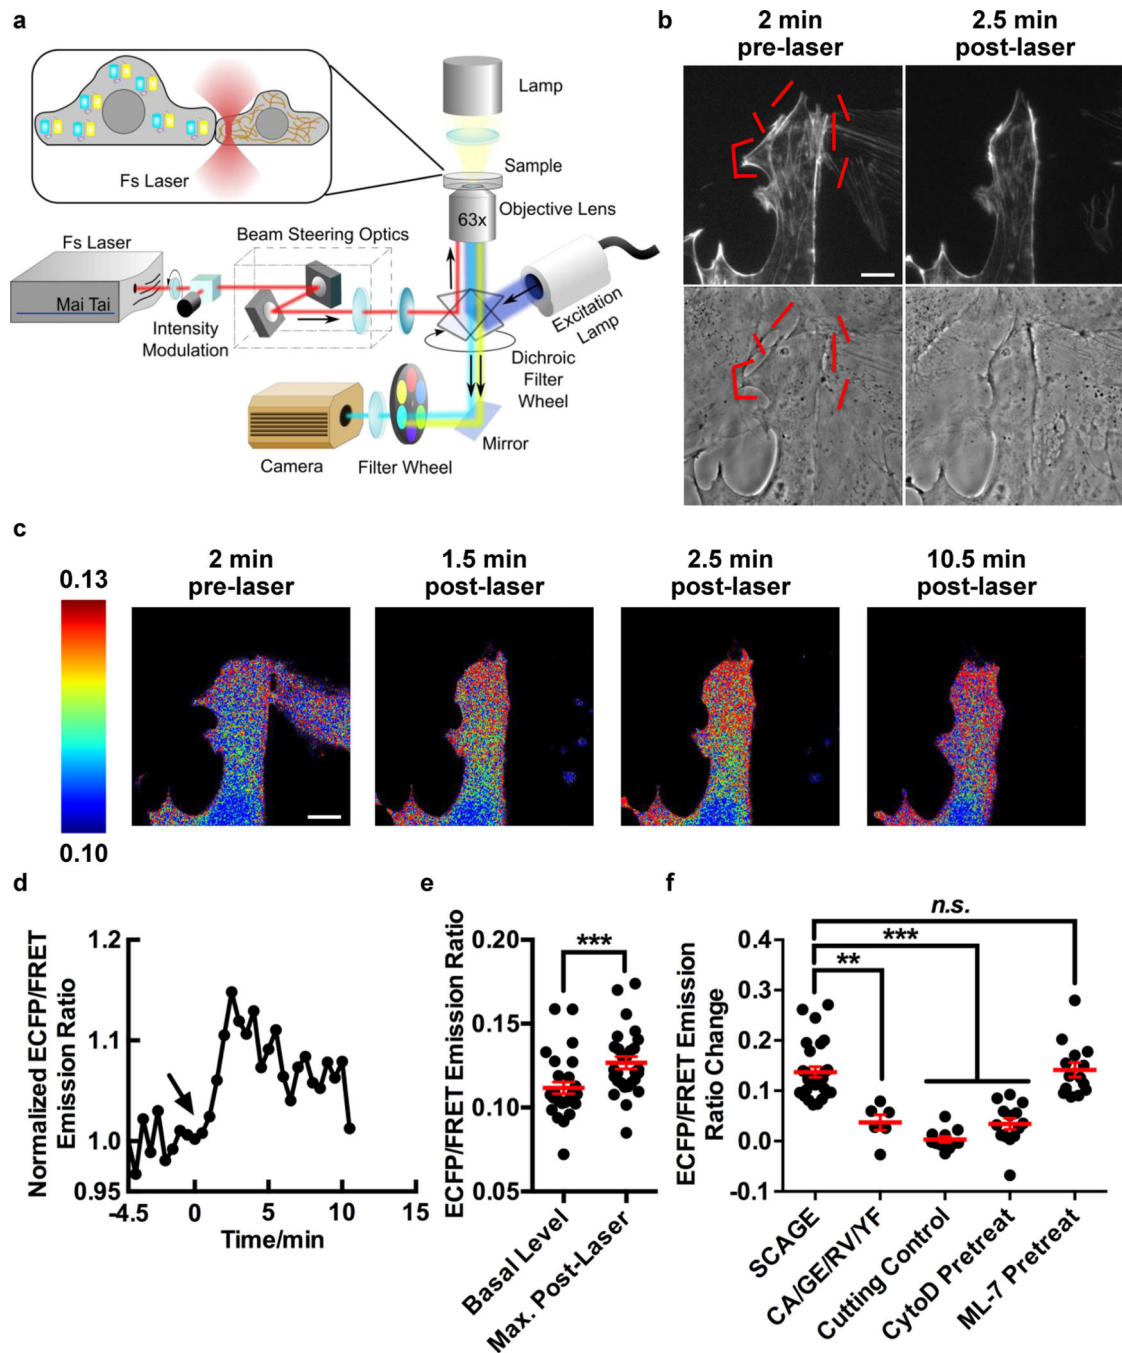 a
Lamp
Sample
Fs Laser
Objective Lens
63x
Fs Laser
Beam Steering Optics
Mai Tai
Intensity
Modulation
Excitation
Lamp
Dichroic
Filter
Wheel
Mirror
Camera
Filter Wheel
b
2 min
pre-laser
2.5 min
post-laser
c
0.13
0.10
2 min
pre-laser
1.5 min
post-laser
2.5 min
post-laser
10.5 min
post-laser
d
Normalized ECFP/FRET
Emission Ratio
1.2
1.1
1.0
0.95
-4.5
0
5
10
15
Time/min
e
ECFP/FRET Emission Ratio
0.20
0.15
0.10
0.05
***
Basal Level
Max. Post-Laser
f
ECFP/FRET Emission
Ratio Change
0.4
0.3
0.2
0.1
0.0
-0.1
n.s.
***
**
SCAGE
CA/GE/RV/YF
Cutting Control
CytoD Pretreat
ML-7 Pretreat